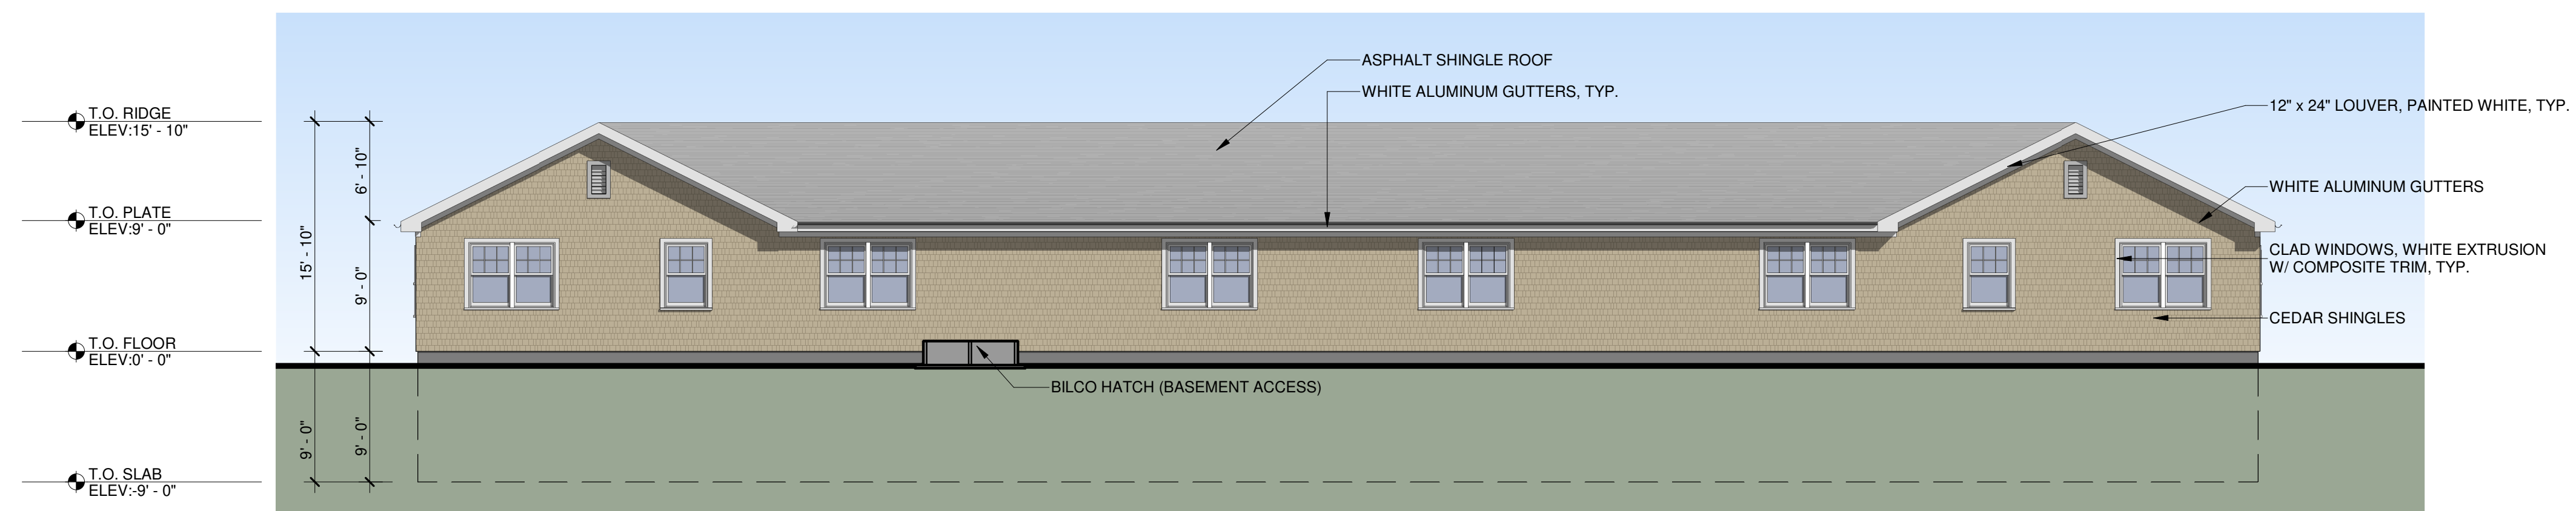 ASPHALT SHINGLE ROOF
WHITE ALUMINUM GUTTERS, TYP.
12" x 24" LOUVER, PAINTED WHITE, TYP.
T.O. RIDGE
ELEV:15' - 10"
6' - 10"
WHITE ALUMINUM GUTTERS
T.O. PLATE
ELEV:9' - 0"
15' - 10"
9' - 0"
CLAD WINDOWS, WHITE EXTRUSION
W/ COMPOSITE TRIM, TYP.
CEDAR SHINGLES
T.O. FLOOR
ELEV:0' - 0"
BILCO HATCH (BASEMENT ACCESS)
9' - 0"
9' - 0"
T.O. SLAB
ELEV:-9' - 0"